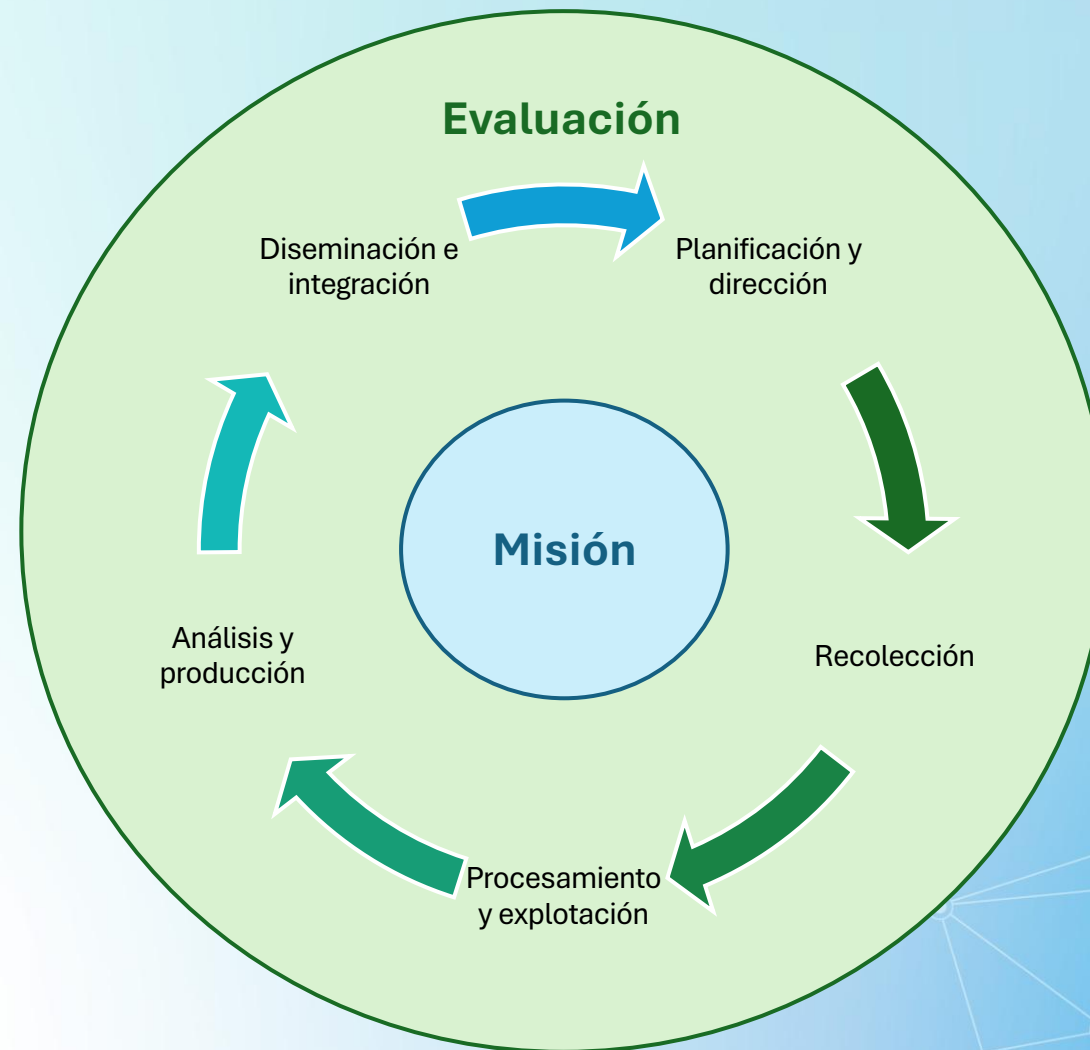 Evaluación
Diseminación e
integración
Planificación y
dirección
Misión
Análisis y
producción
Recolección
Procesamiento
y explotación